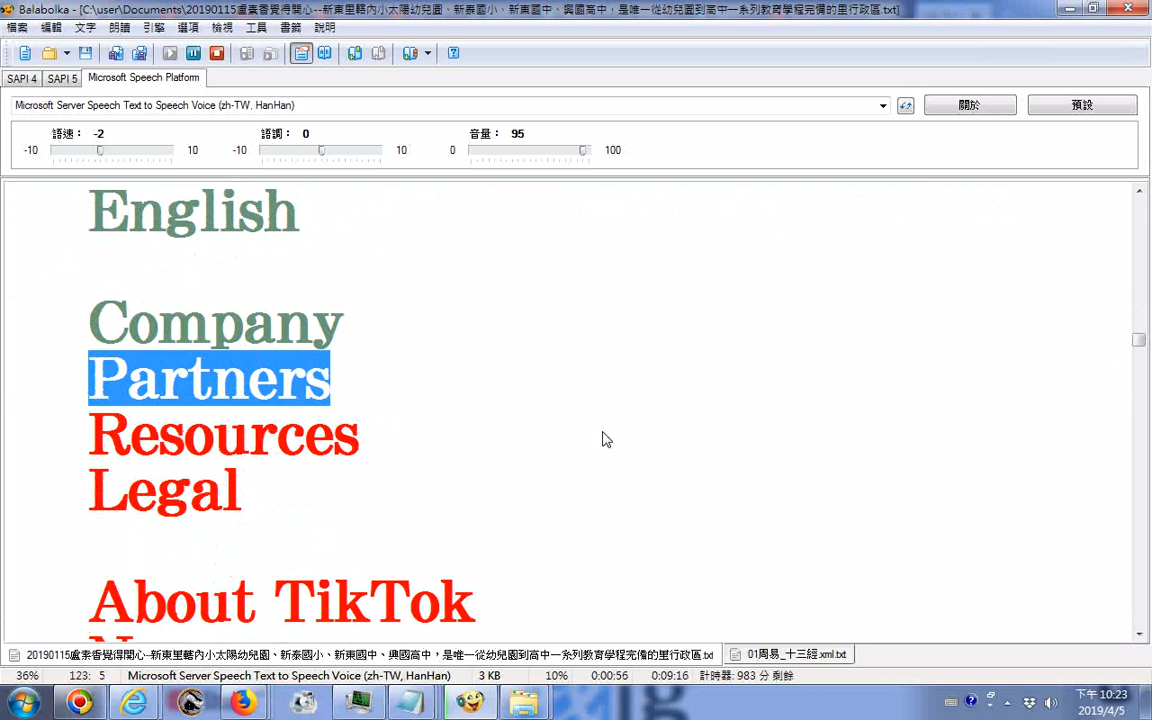 Balabolka - [C:\user\Documents\20190115盧素香覺得開心--新東里轄內小太陽幼兒園、新泰國小、新東國中、興國高中，是唯一從幼兒園到高中一系列教育學程完備的里行政區.txt]
檔案 編輯 文字 朗讀 引擎 選項 檢視 工具 書籤 說明
SAPI 4 SAPI 5 Microsoft Speech Platform
Microsoft Server Speech Text to Speech Voice (zh-TW, HanHan) 關於 預設
語速： -2 語調： 0 音量： 95
-10 10 -10 10 0 100
English
Company
Partners
Resources
Legal
About TikTok
20190115盧素香覺得開心--新東里轄內小太陽幼兒園、新泰國小、新東國中、興國高中，是唯一從幼兒園到高中一系列教育學程完備的里行政區.txt 01周易_十三經.xml.txt
36% 123: 5 Microsoft Server Speech Text to Speech Voice (zh-TW, HanHan) 3 KB 10% 0:00:56 0:09:16 計時器: 983 分 剩餘
下午 10:23
2019/4/5